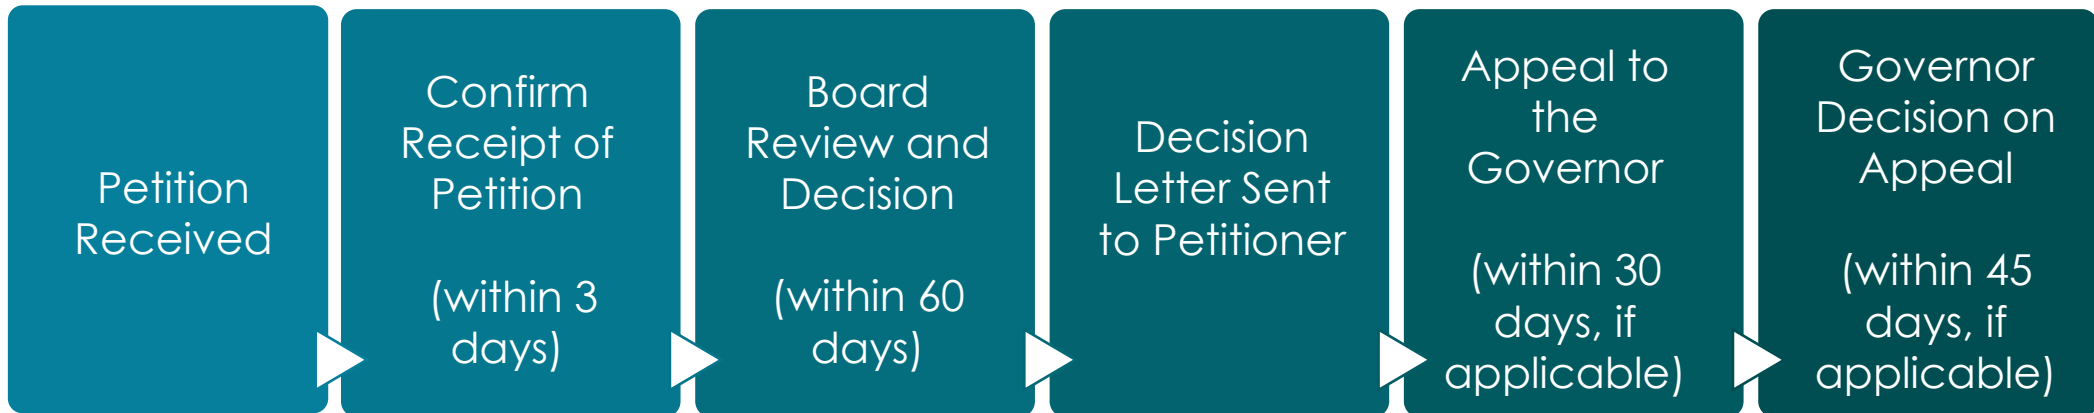 Petition
Received
Confirm
Receipt of
Petition
(within 3
days)
Board
Review and
Decision
(within 60
days)
Decision
Letter Sent
to Petitioner
Appeal to
the
Governor
(within 30
days, if
applicable)
Governor
Decision on
Appeal
(within 45
days, if
applicable)